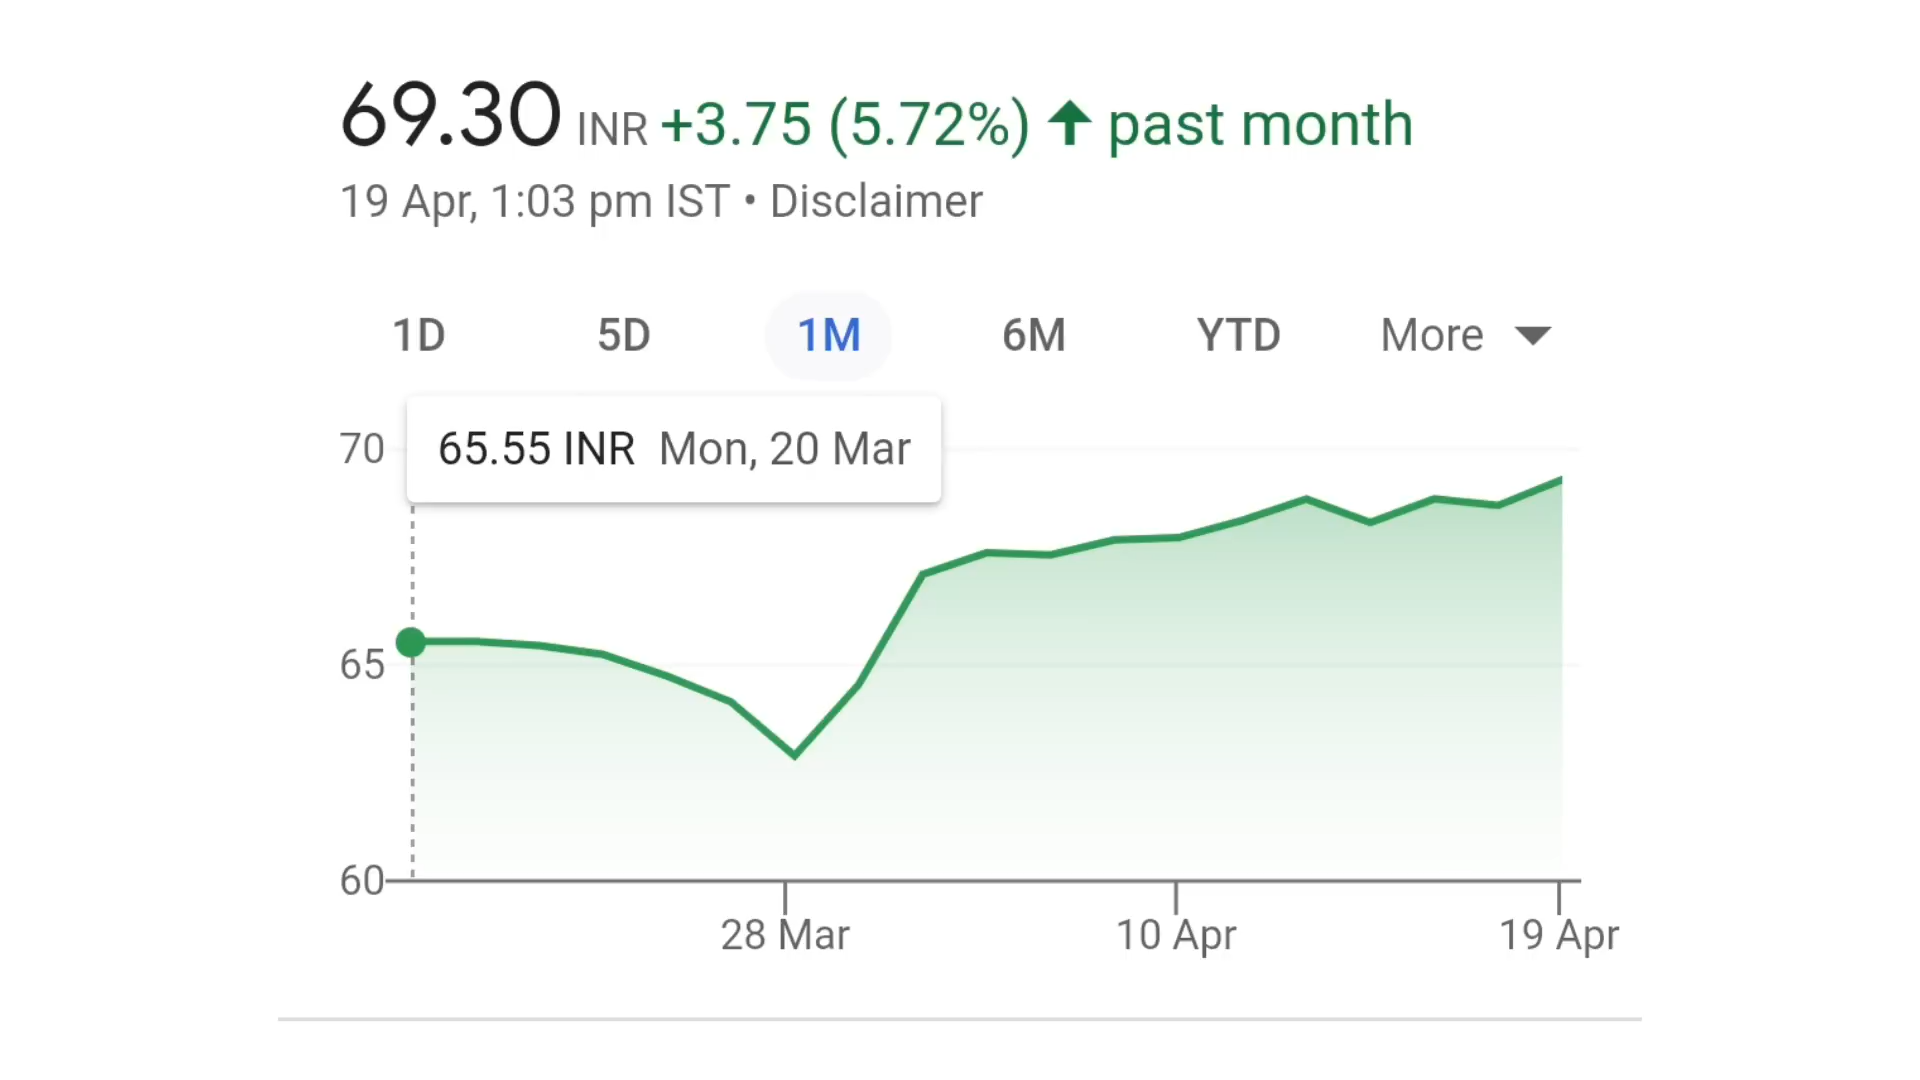 69.30 INR +3.75 (5.72%) ↑ past month
19 Apr, 1:03 pm IST • Disclaimer
1D 5D 1M 6M YTD More
65.55 INR Mon, 20 Mar
70
65
60
28 Mar 10 Apr 19 Apr